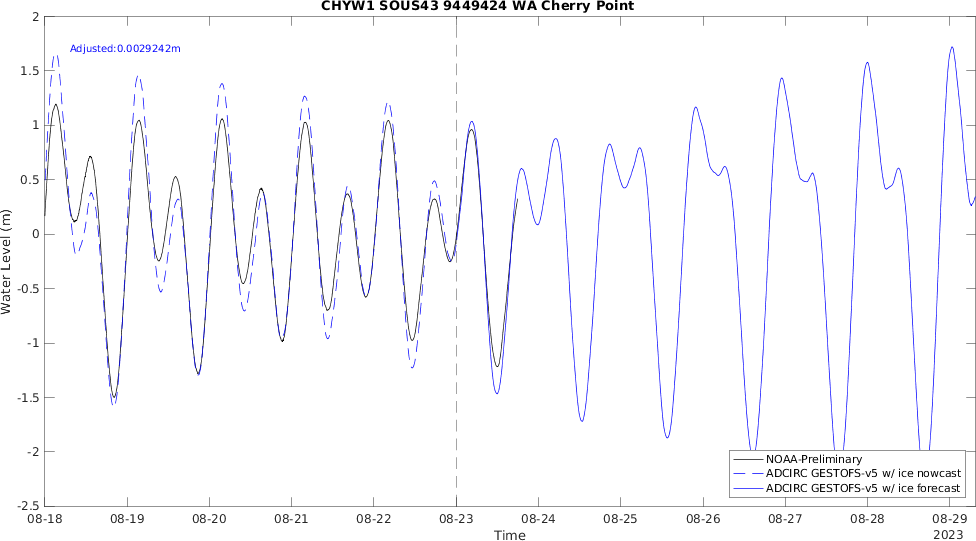 CHYW1 SOUS43 9449424 WA Cherry Point
Adjusted:0.0029242m
Water Level (m)
2
1.5
1
0.5
0
-0.5
-1
-1.5
-2
-2.5
NOAA-Preliminary
ADCIRC GESTOFS-v5 w/ ice nowcast
ADCIRC GESTOFS-v5 w/ ice forecast
08-18 08-19 08-20 08-21 08-22 08-23 08-24 08-25 08-26 08-27 08-28 08-29
Time
2023